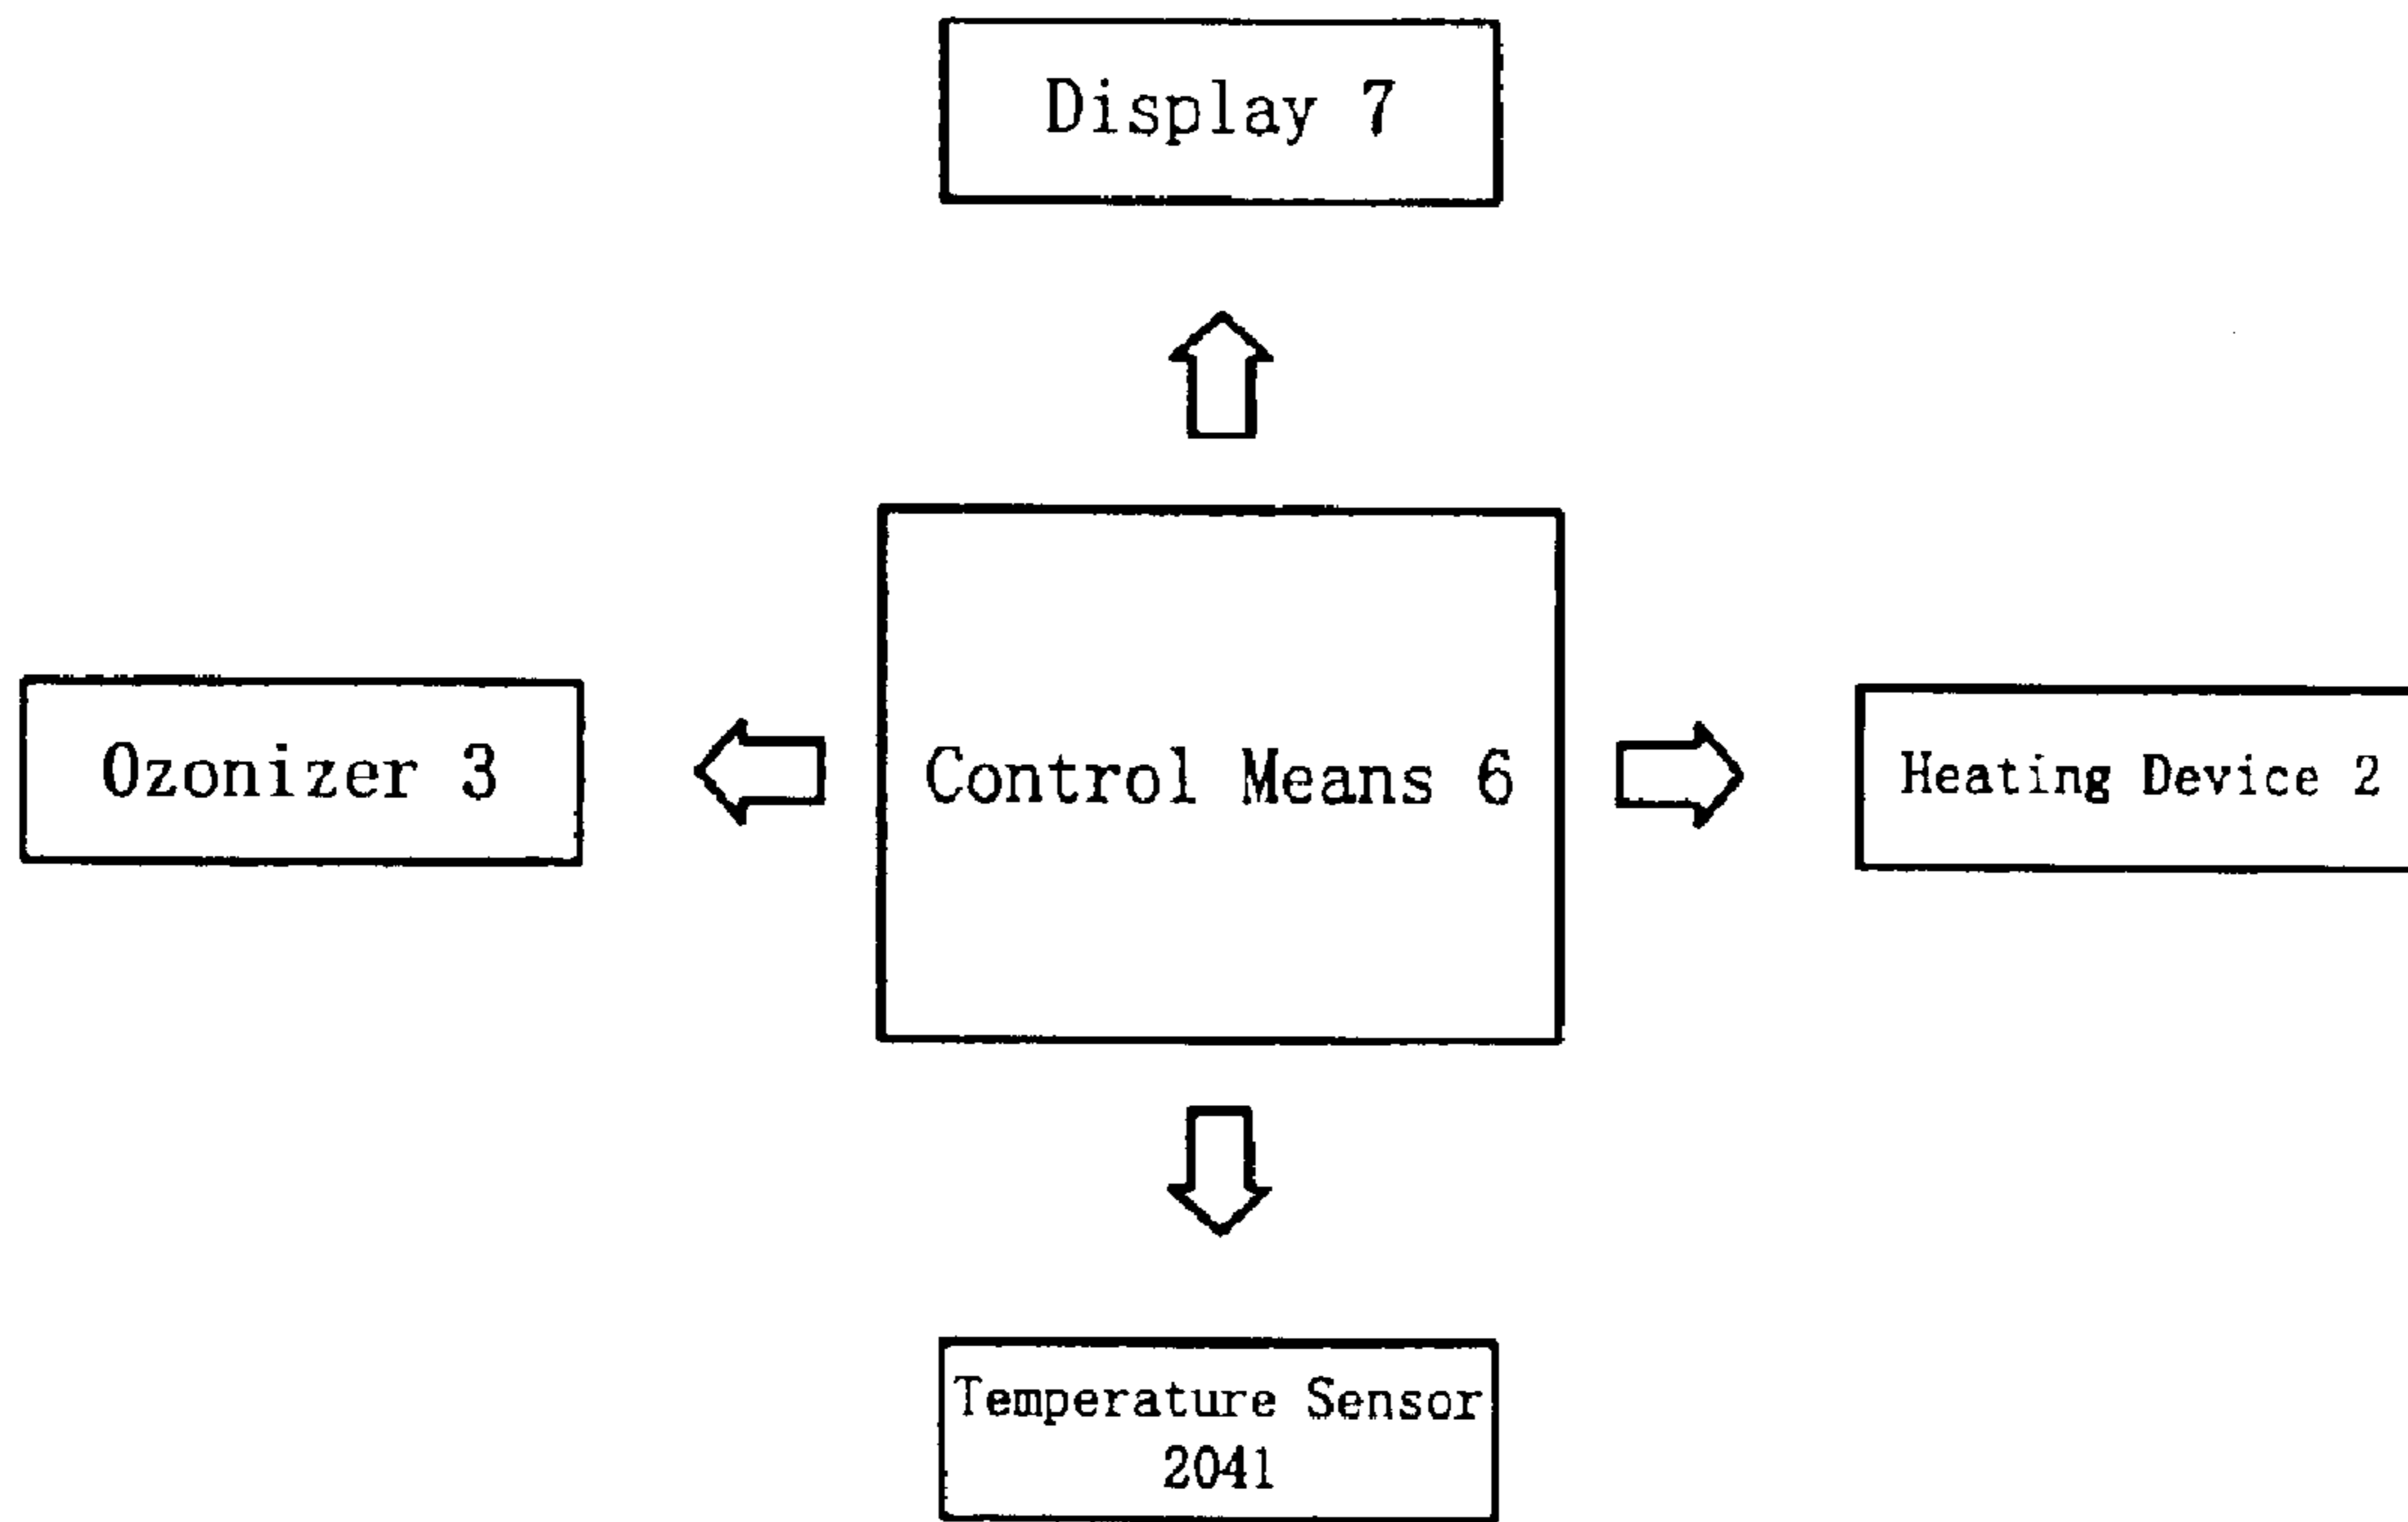 Display 7
Ozonizer 3
Control Means 6
Heating Device 2
Temperature Sensor
2041